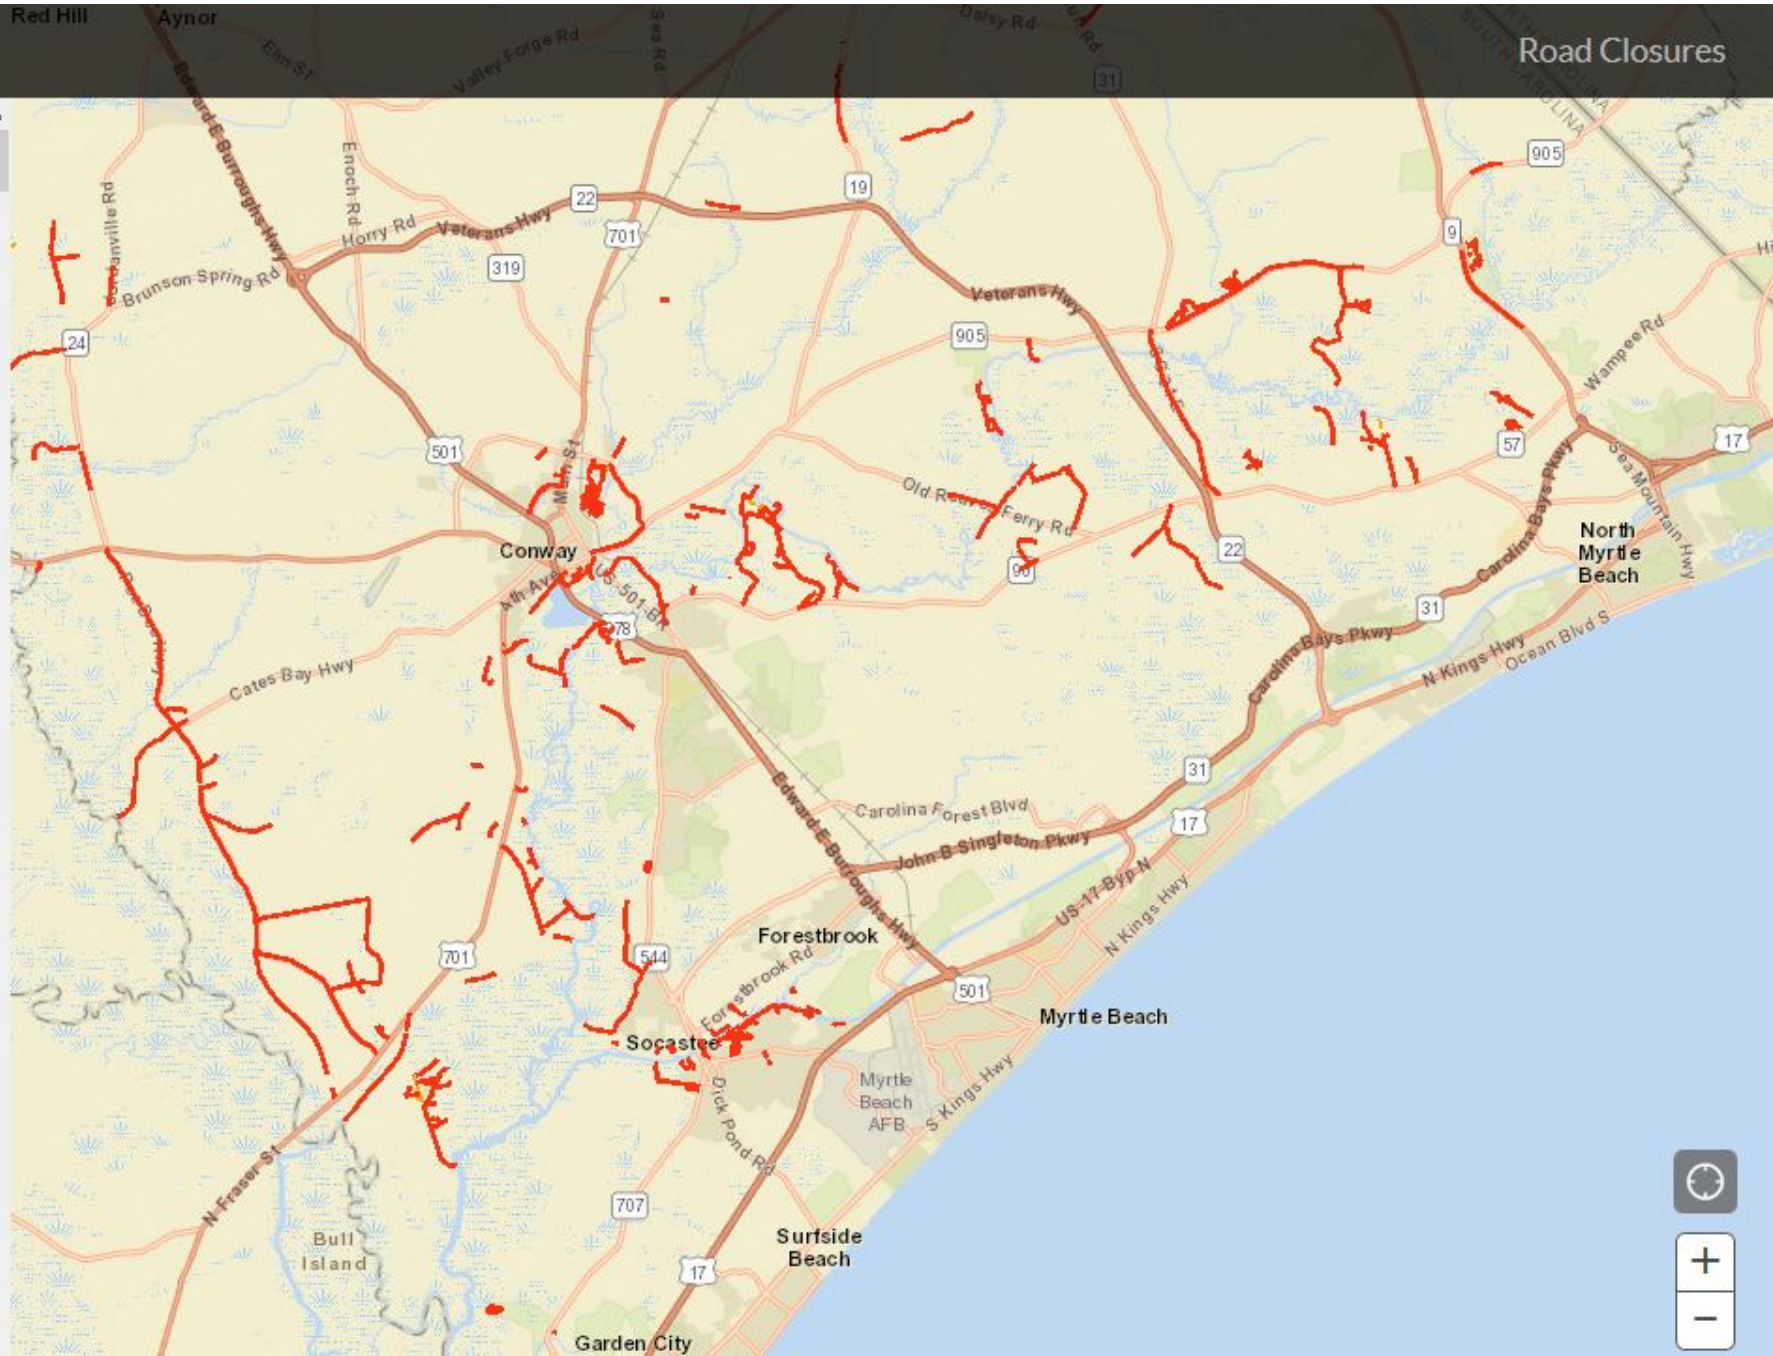 Red Hill
Aynor
Elm St
Valley Forge Rd
Daisy Rd
31
Road Closures
NORTH CAROLINA
SOUTH CAROLINA
Edward E Burroughs Hwy
Enoch Rd
905
22
19
Horry Rd
Veterans Hwy
701
9
319
Brunson Spring Rd
Veterans Hwy
24
905
Wampee Rd
501
Main St
57
17
Old Reaves Ferry Rd
Sea Mountain Hwy
Conway
North
Myrtle
Beach
4th Ave
US-501-BR
90
22
Carolina Bays Pkwy
31
Carolina Bays Pkwy
Cates Bay Hwy
N Kings Hwy
Ocean Blvd S
31
Edward E Burroughs Hwy
Carolina Forest Blvd
17
John B Singleton Pkwy
US-17-Byp N
N Kings Hwy
Forestbrook
701
544
Forestbrook Rd
501
Myrtle Beach
Socastee
Dick Pond Rd
Myrtle
Beach
AFB
S Kings Hwy
N Fraser St
707
Bull
Island
Surfside
Beach
17
Garden City
+
−